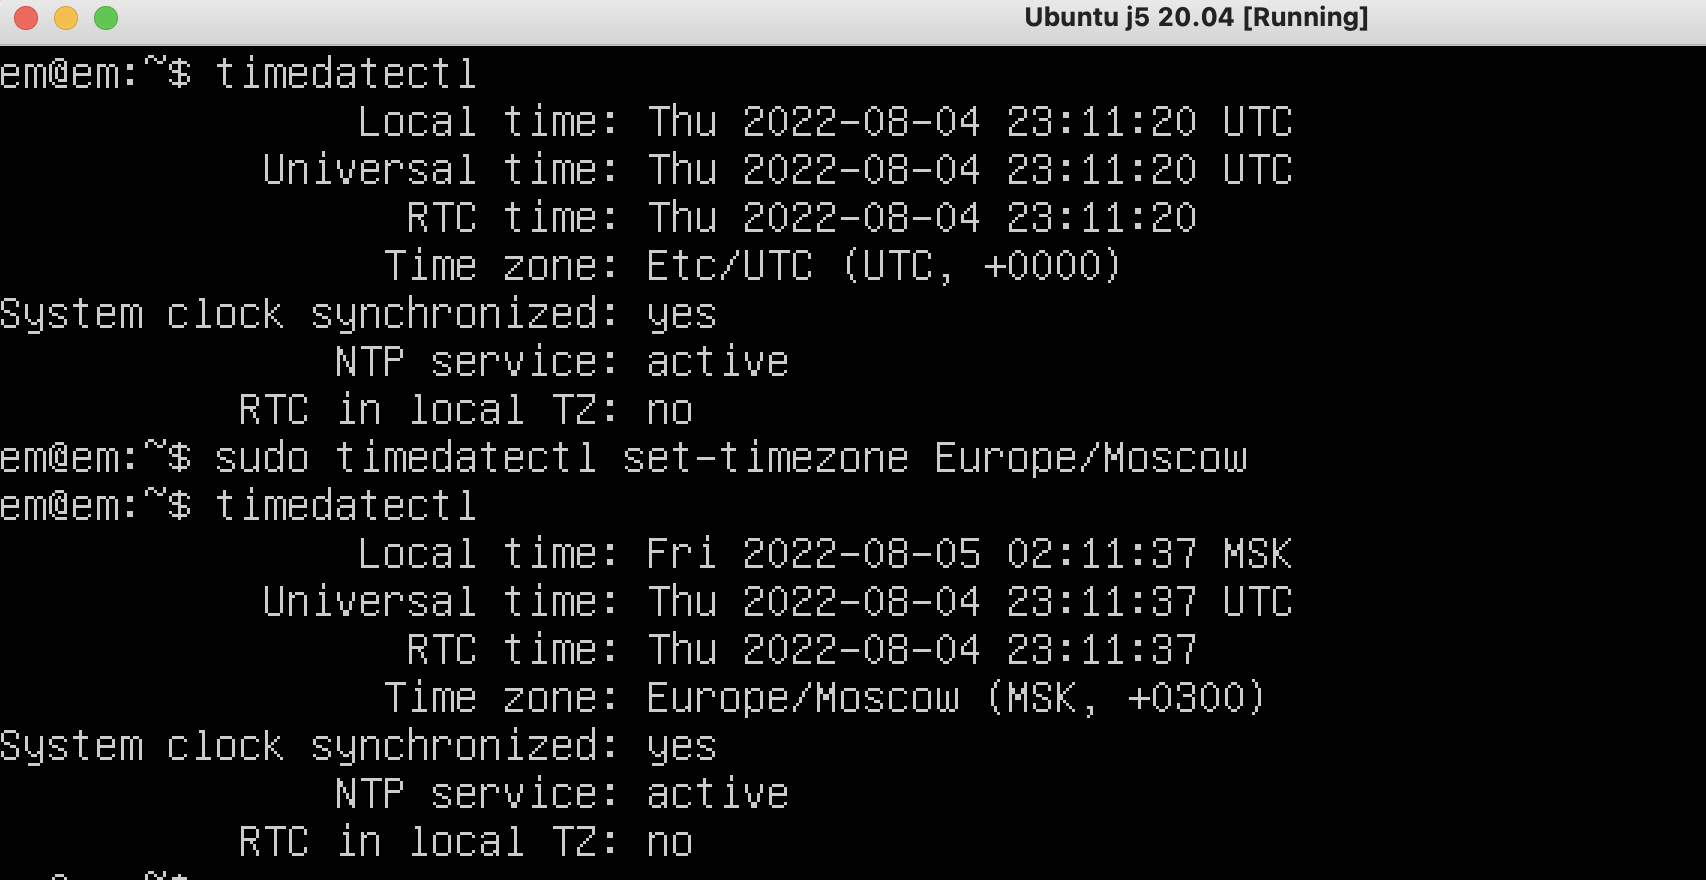 Ubuntu j5 20.04 [Running]
em@em:~$ timedatectl
Local time: Thu 2022-08-04 23:11:20 UTC
Universal time: Thu 2022-08-04 23:11:20 UTC
RTC time: Thu 2022-08-04 23:11:20
Time zone: Etc/UTC (UTC, +0000)
System clock synchronized: yes
NTP service: active
RTC in local TZ: no
em@em:~$ sudo timedatectl set-timezone Europe/Moscow
em@em:~$ timedatectl
Local time: Fri 2022-08-05 02:11:37 MSK
Universal time: Thu 2022-08-04 23:11:37 UTC
RTC time: Thu 2022-08-04 23:11:37
Time zone: Europe/Moscow (MSK, +0300)
System clock synchronized: yes
NTP service: active
RTC in local TZ: no